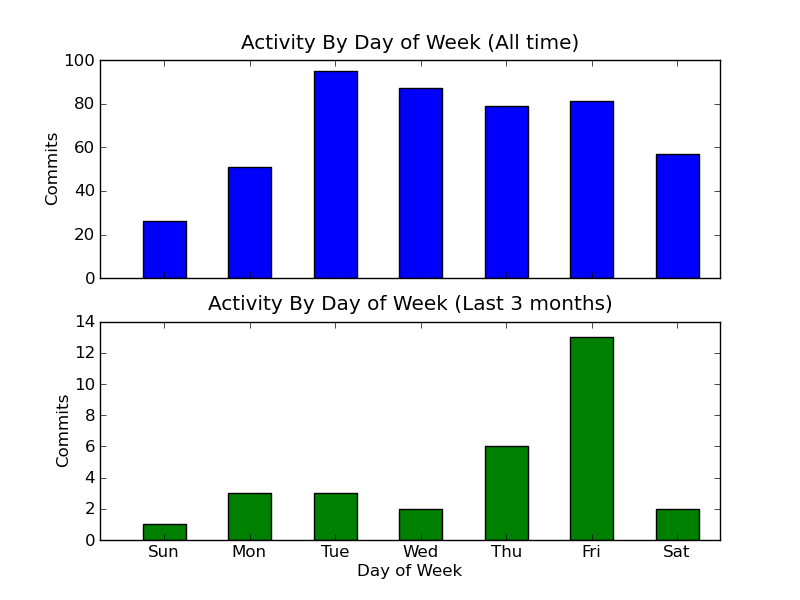 Activity By Day of Week (All time)
100
80
60
40
20
0
Commits
Activity By Day of Week (Last 3 months)
14
12
10
8
6
4
2
0
Commits
Sun Mon Tue Wed Thu Fri Sat
Day of Week